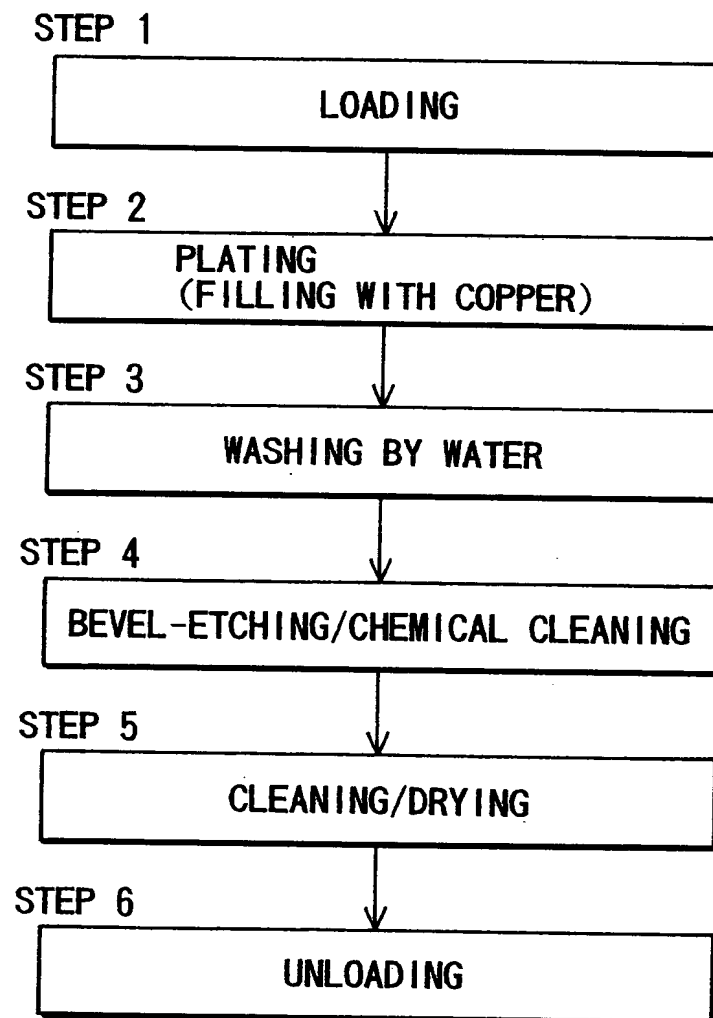 STEP 1
LOADING
STEP 2
PLATING
(FILLING WITH COPPER)
STEP 3
WASHING BY WATER
STEP 4
BEVEL-ETCHING/CHEMICAL CLEANING
STEP 5
CLEANING/DRYING
STEP 6
UNLOADING